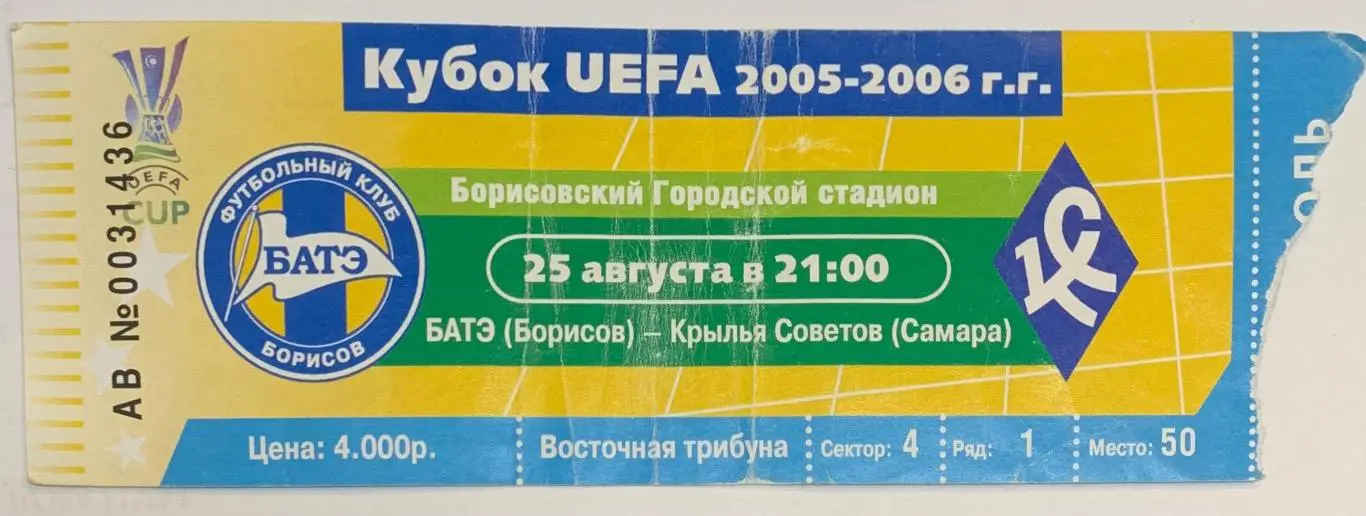 АВ №0031436
UEFA
CUP
Кубок UEFA 2005-2006 г.г.
ФУТБОЛЬНЫЙ КЛУБ
БАТЭ
БОРИСОВ
Борисовский Городской стадион
25 августа в 21:00
БАТЭ (Борисов) – Крылья Советов (Самара)
КС
Цена: 4.000р.
Восточная трибуна
Сектор: 4
Ряд: 1
Место: 50